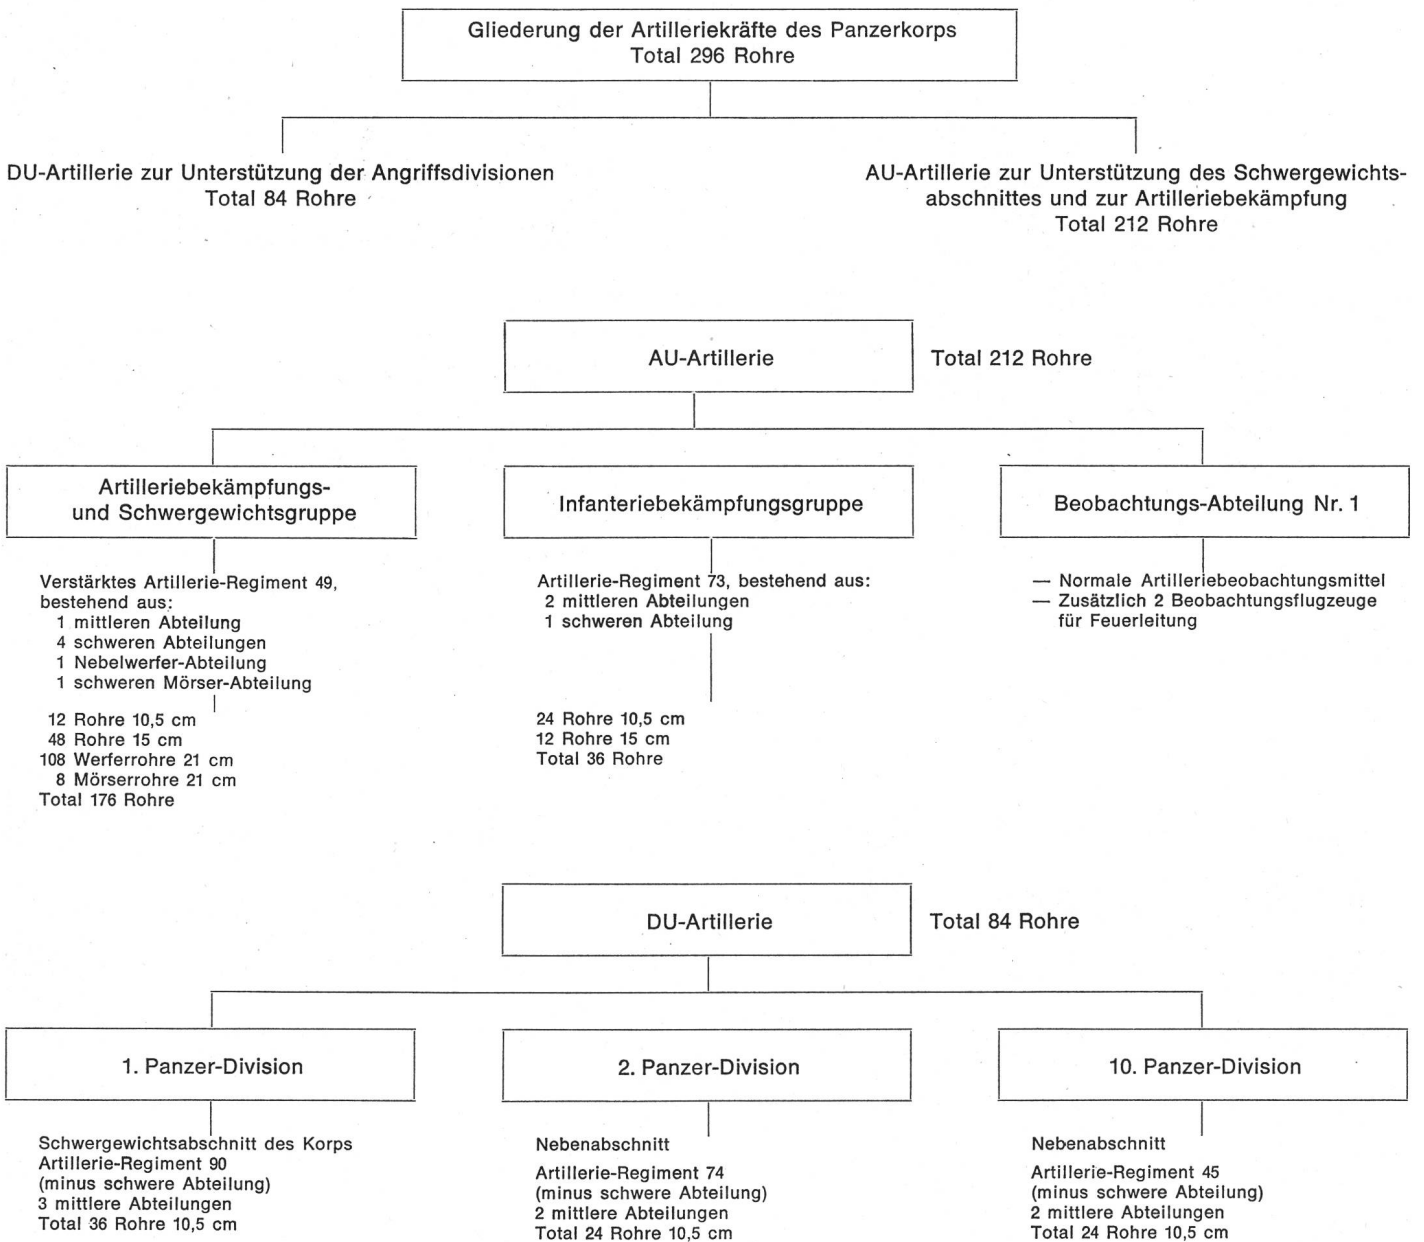 Gliederung der Artilleriekräfte des Panzerkorps
Total 296 Rohre
DU-Artillerie zur Unterstützung der Angriffsdivisionen
Total 84 Rohre
AU-Artillerie zur Unterstützung des Schwergewichts-
abschnittes und zur Artilleriebekämpfung
Total 212 Rohre
AU-Artillerie
Total 212 Rohre
Artilleriebekämpfungs-
und Schwergewichtsgruppe
Verstärktes Artillerie-Regiment 49,
bestehend aus:
1 mittleren Abteilung
4 schweren Abteilungen
1 Nebelwerfer-Abteilung
1 schweren Mörser-Abteilung
12 Rohre 10,5 cm
48 Rohre 15 cm
108 Werferrohre 21 cm
8 Mörserrohre 21 cm
Total 176 Rohre
Infanteriebekämpfungsgruppe
Artillerie-Regiment 73, bestehend aus:
2 mittleren Abteilungen
1 schweren Abteilung
24 Rohre 10,5 cm
12 Rohre 15 cm
Total 36 Rohre
Beobachtungs-Abteilung Nr. 1
— Normale Artilleriebeobachtungsmittel
— Zusätzlich 2 Beobachtungsflugzeuge
für Feuerleitung
DU-Artillerie
Total 84 Rohre
1. Panzer-Division
Schwergewichtsabschnitt des Korps
Artillerie-Regiment 90
(minus schwere Abteilung)
3 mittlere Abteilungen
Total 36 Rohre 10,5 cm
2. Panzer-Division
Nebenabschnitt
Artillerie-Regiment 74
(minus schwere Abteilung)
2 mittlere Abteilungen
Total 24 Rohre 10,5 cm
10. Panzer-Division
Nebenabschnitt
Artillerie-Regiment 45
(minus schwere Abteilung)
2 mittlere Abteilungen
Total 24 Rohre 10,5 cm